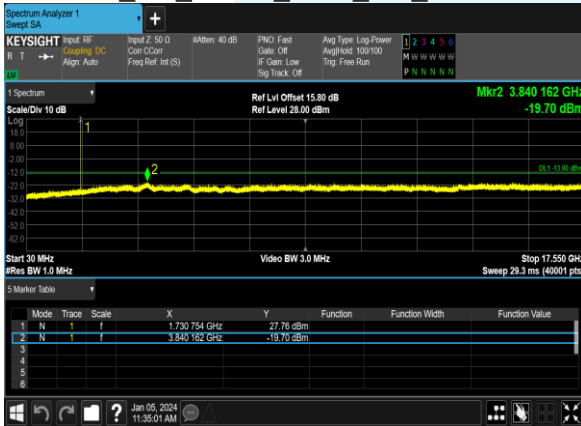 Spectrum Analyzer 1
Swept SA
+
KEYSIGHT Input: RF Input Z: 50 Ω #Atten: 40 dB PNO: Fast Avg Type: Log-Power 1 2 3 4 5 6
R T Coupling: DC Corr CCorr Gate: Off Avg|Hold: 100/100 M W W W W W
Align: Auto Freq Ref: Int (S) IF Gain: Low Trig: Free Run
Sig Track: Off P N N N N N
LW
1 Spectrum
Ref Lvl Offset 15.80 dB Mkr2 3.840 162 GHz
Scale/Div 10 dB Ref Level 28.00 dBm -19.70 dBm
Log
18.0
8.00
-2.00
-12.0
-22.0
-32.0
-42.0
-52.0
-62.0
1
2
DL1 -13.00 dBm
Start 30 MHz Video BW 3.0 MHz Stop 17.550 GHz
#Res BW 1.0 MHz Sweep 29.3 ms (40001 pts)
5 Marker Table
Mode Trace Scale X Y Function Function Width Function Value
1 N 1 f 1.730 754 GHz 27.76 dBm
2 N 1 f 3.840 162 GHz -19.70 dBm
3
4
5
6
? Jan 05, 2024
11:35:01 AM